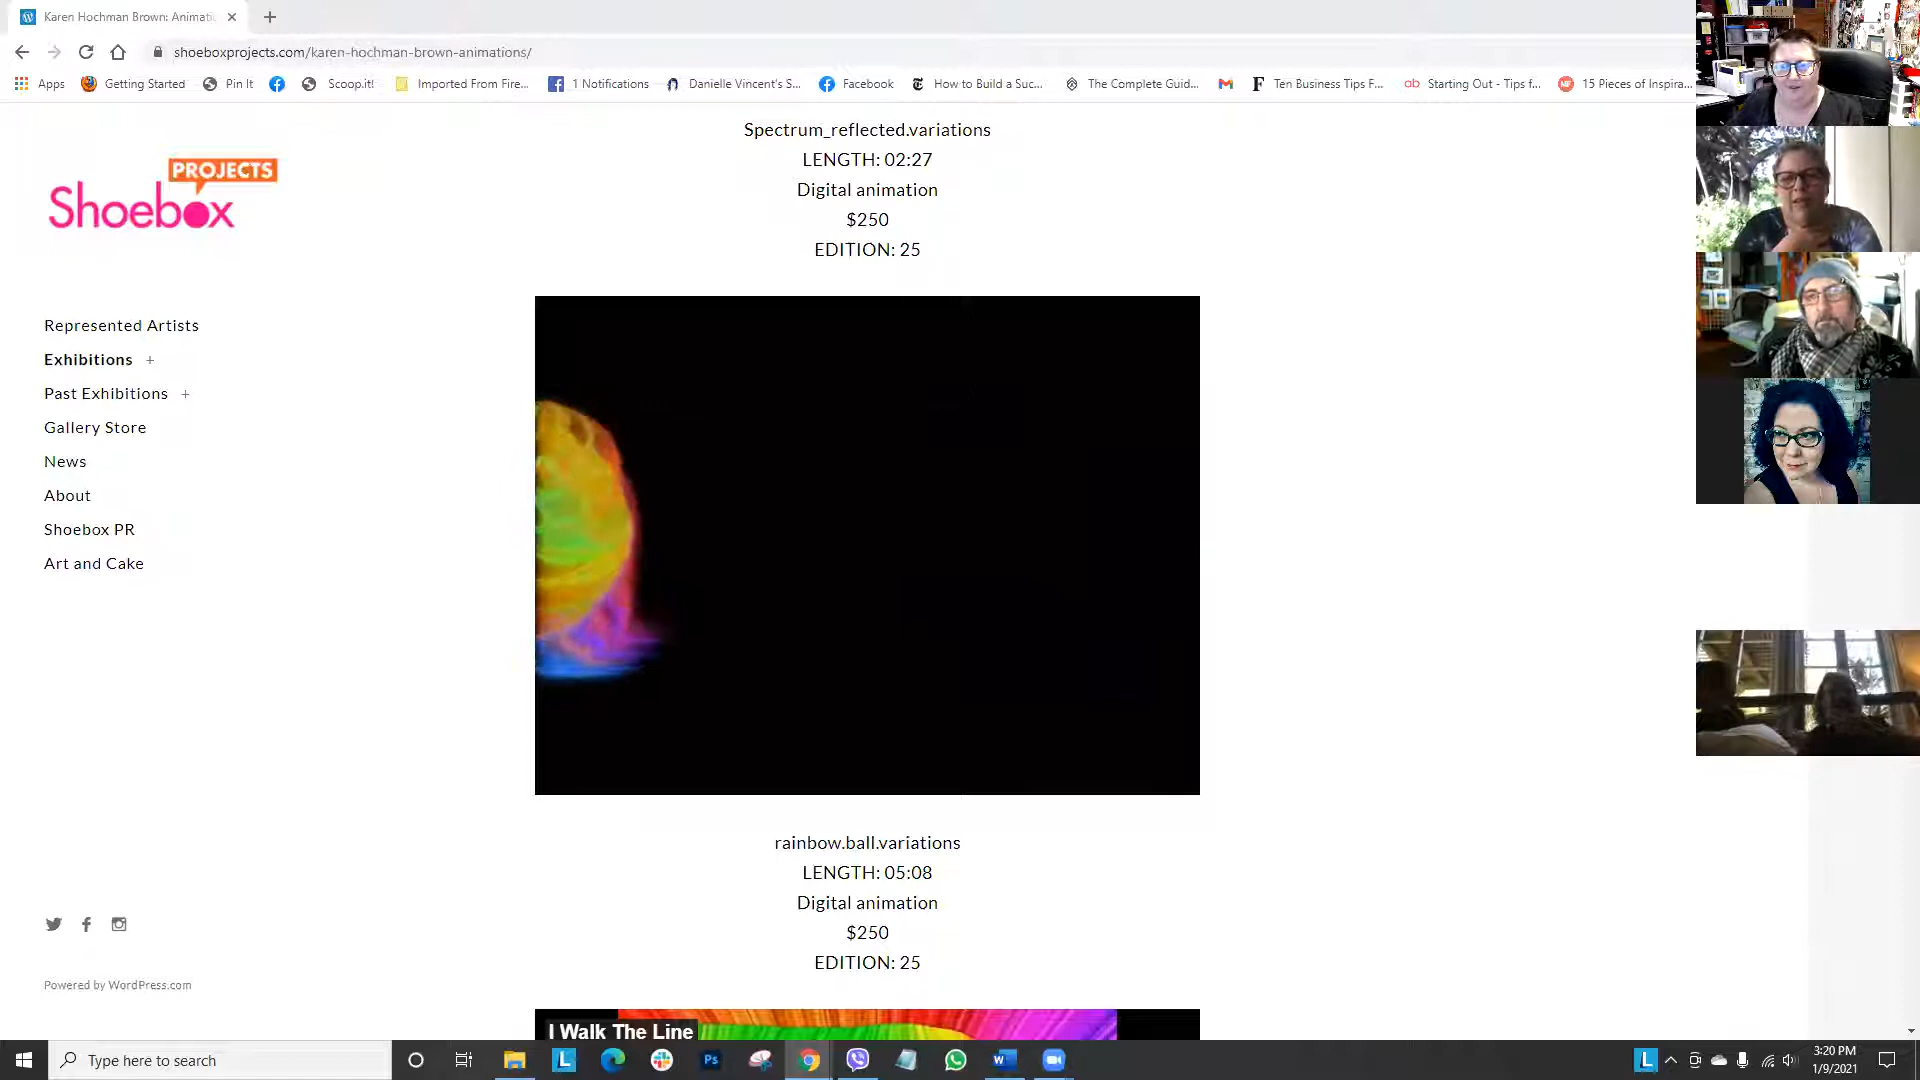 Karen Hochman Brown: Animati
shoeboxprojects.com/karen-hochman-brown-animations/
Apps
Getting Started
Pin It
Scoop.it!
Imported From Fire...
1 Notifications
Danielle Vincent's S...
Facebook
How to Build a Suc...
The Complete Guid...
Ten Business Tips F...
ab
Starting Out - Tips f...
15 Pieces of Inspira...
PROJECTS
Shoebox
Represented Artists
Exhibitions +
Past Exhibitions +
Gallery Store
News
About
Shoebox PR
Art and Cake
Powered by WordPress.com
Spectrum_reflected.variations
LENGTH: 02:27
Digital animation
$250
EDITION: 25
rainbow.ball.variations
LENGTH: 05:08
Digital animation
$250
EDITION: 25
I Walk The Line
Type here to search
L
Ps
W
L
3:20 PM
1/9/2021